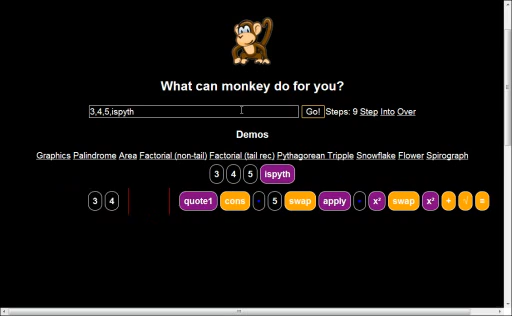 What can monkey do for you?
3,4,5,ispyth Go! Steps: 9 Step Into Over
Demos
Graphics Palindrome Area Factorial (non-tail) Factorial (tail rec) Pythagorean Tripple Snowflake Flower Spirograph
3 4 5 ispyth
3 4 quote1 cons 5 swap apply x² swap x² + √ =